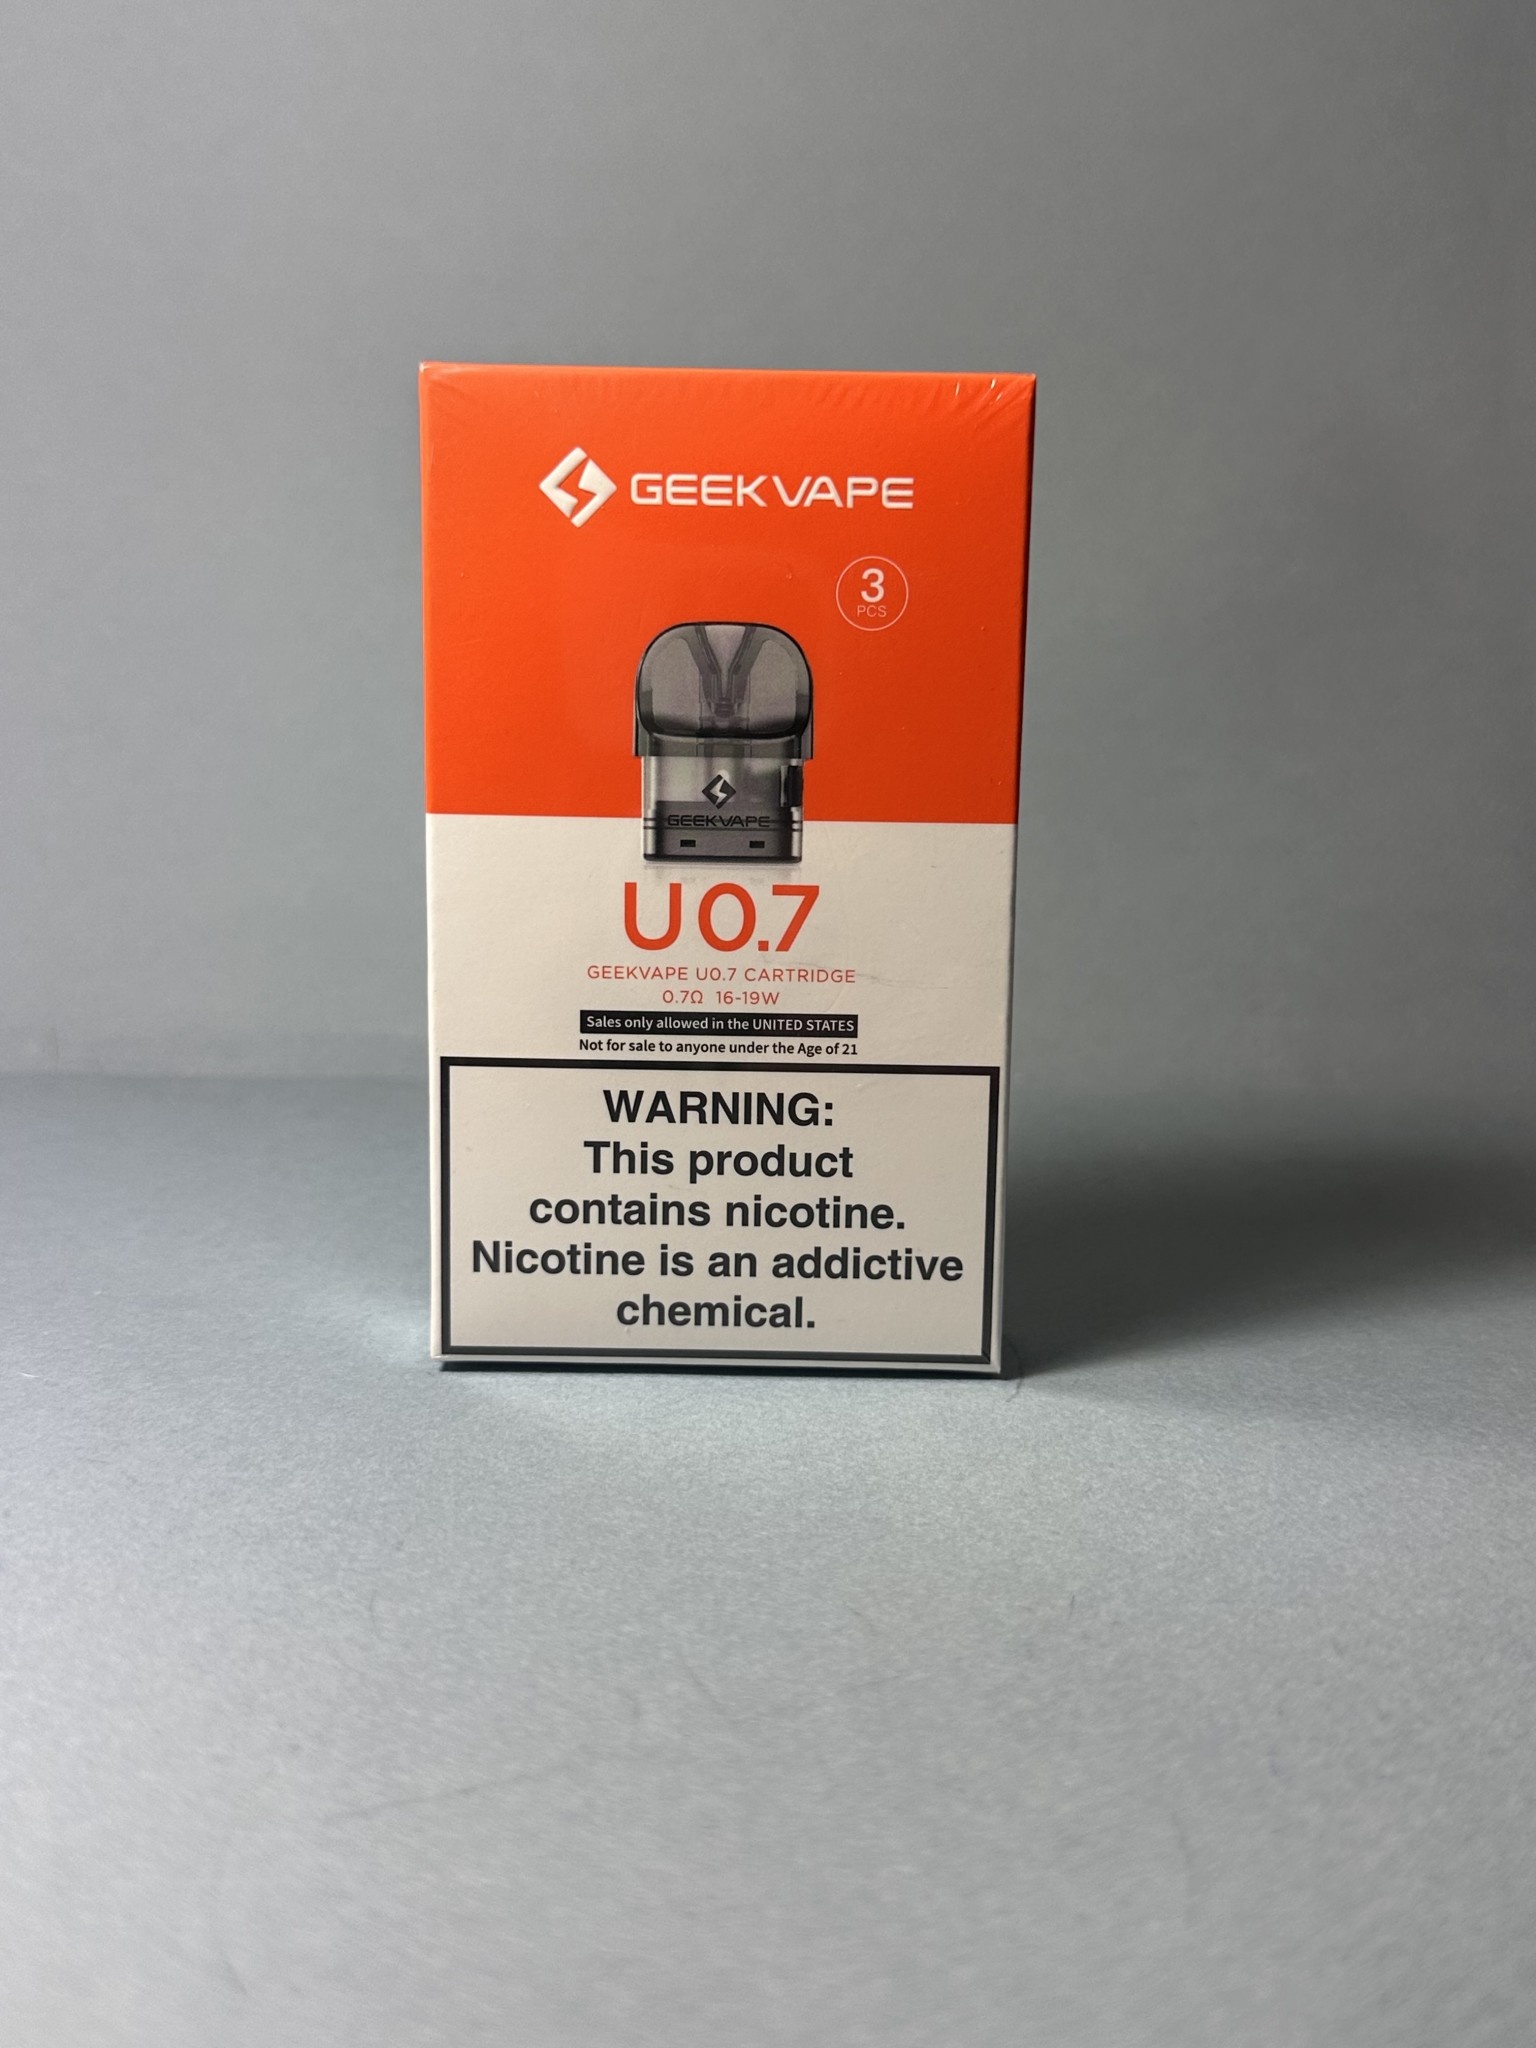 GEEKVAPE
3
PCS
GEEKVAPE
U 0.7
GEEKVAPE U0.7 CARTRIDGE
0.7Ω 16-19W
Sales only allowed in the UNITED STATES
Not for sale to anyone under the Age of 21
WARNING:
This product
contains nicotine.
Nicotine is an addictive
chemical.